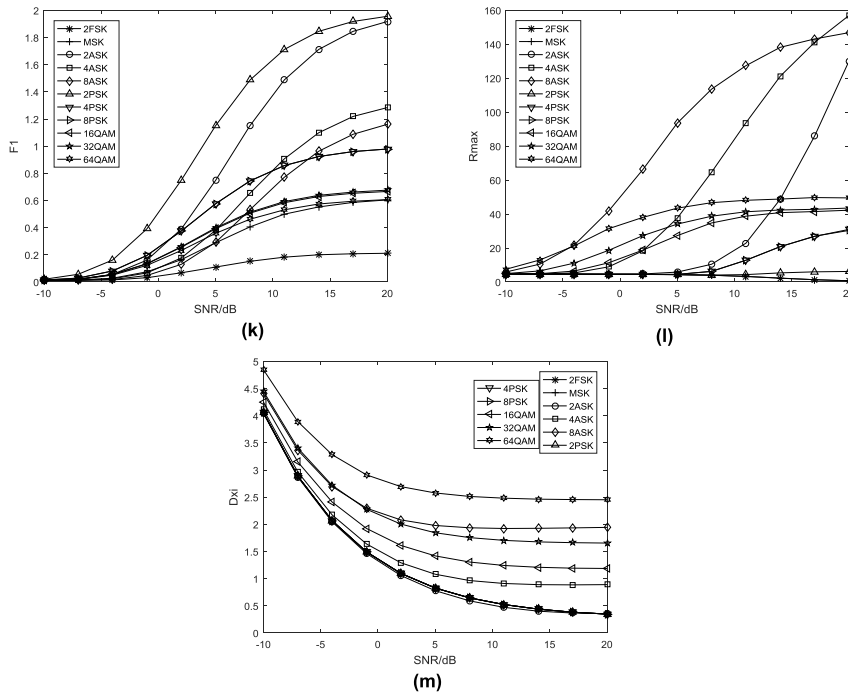 2
1.8
1.6
1.4
1.2
1
0.8
0.6
0.4
0.2
0
F1
2FSK
MSK
2ASK
4ASK
8ASK
2PSK
4PSK
8PSK
16QAM
32QAM
64QAM
-10 -5 0 5 10 15 20
SNR/dB
(k)
160
140
120
100
80
60
40
20
0
Rmax
2FSK
MSK
2ASK
4ASK
8ASK
2PSK
4PSK
8PSK
16QAM
32QAM
64QAM
-10 -5 0 5 10 15 20
SNR/dB
(l)
5
4.5
4
3.5
3
2.5
2
1.5
1
0.5
0
Dxi
4PSK
8PSK
16QAM
32QAM
64QAM
2FSK
MSK
2ASK
4ASK
8ASK
2PSK
-10 -5 0 5 10 15 20
SNR/dB
(m)